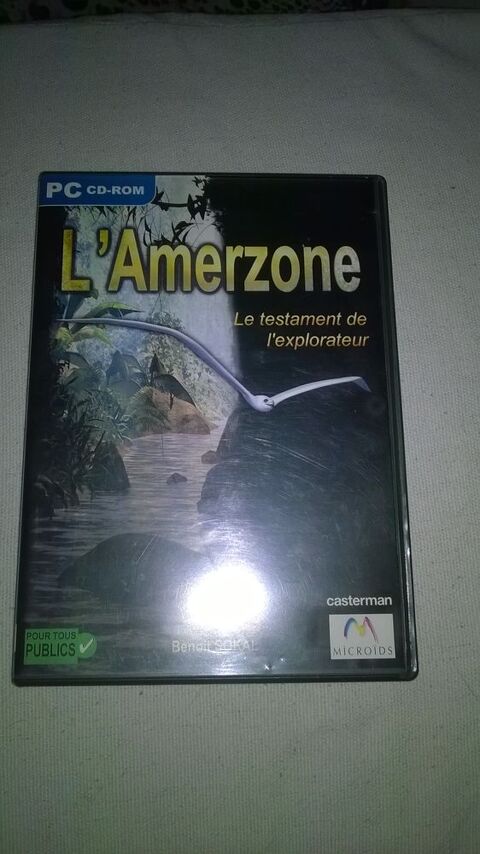 PC CD-ROM
L'Amerzone
Le testament de
l'explorateur
casterman
POUR TOUS
PUBLICS
Benoît SOKAL
MICROÏDS